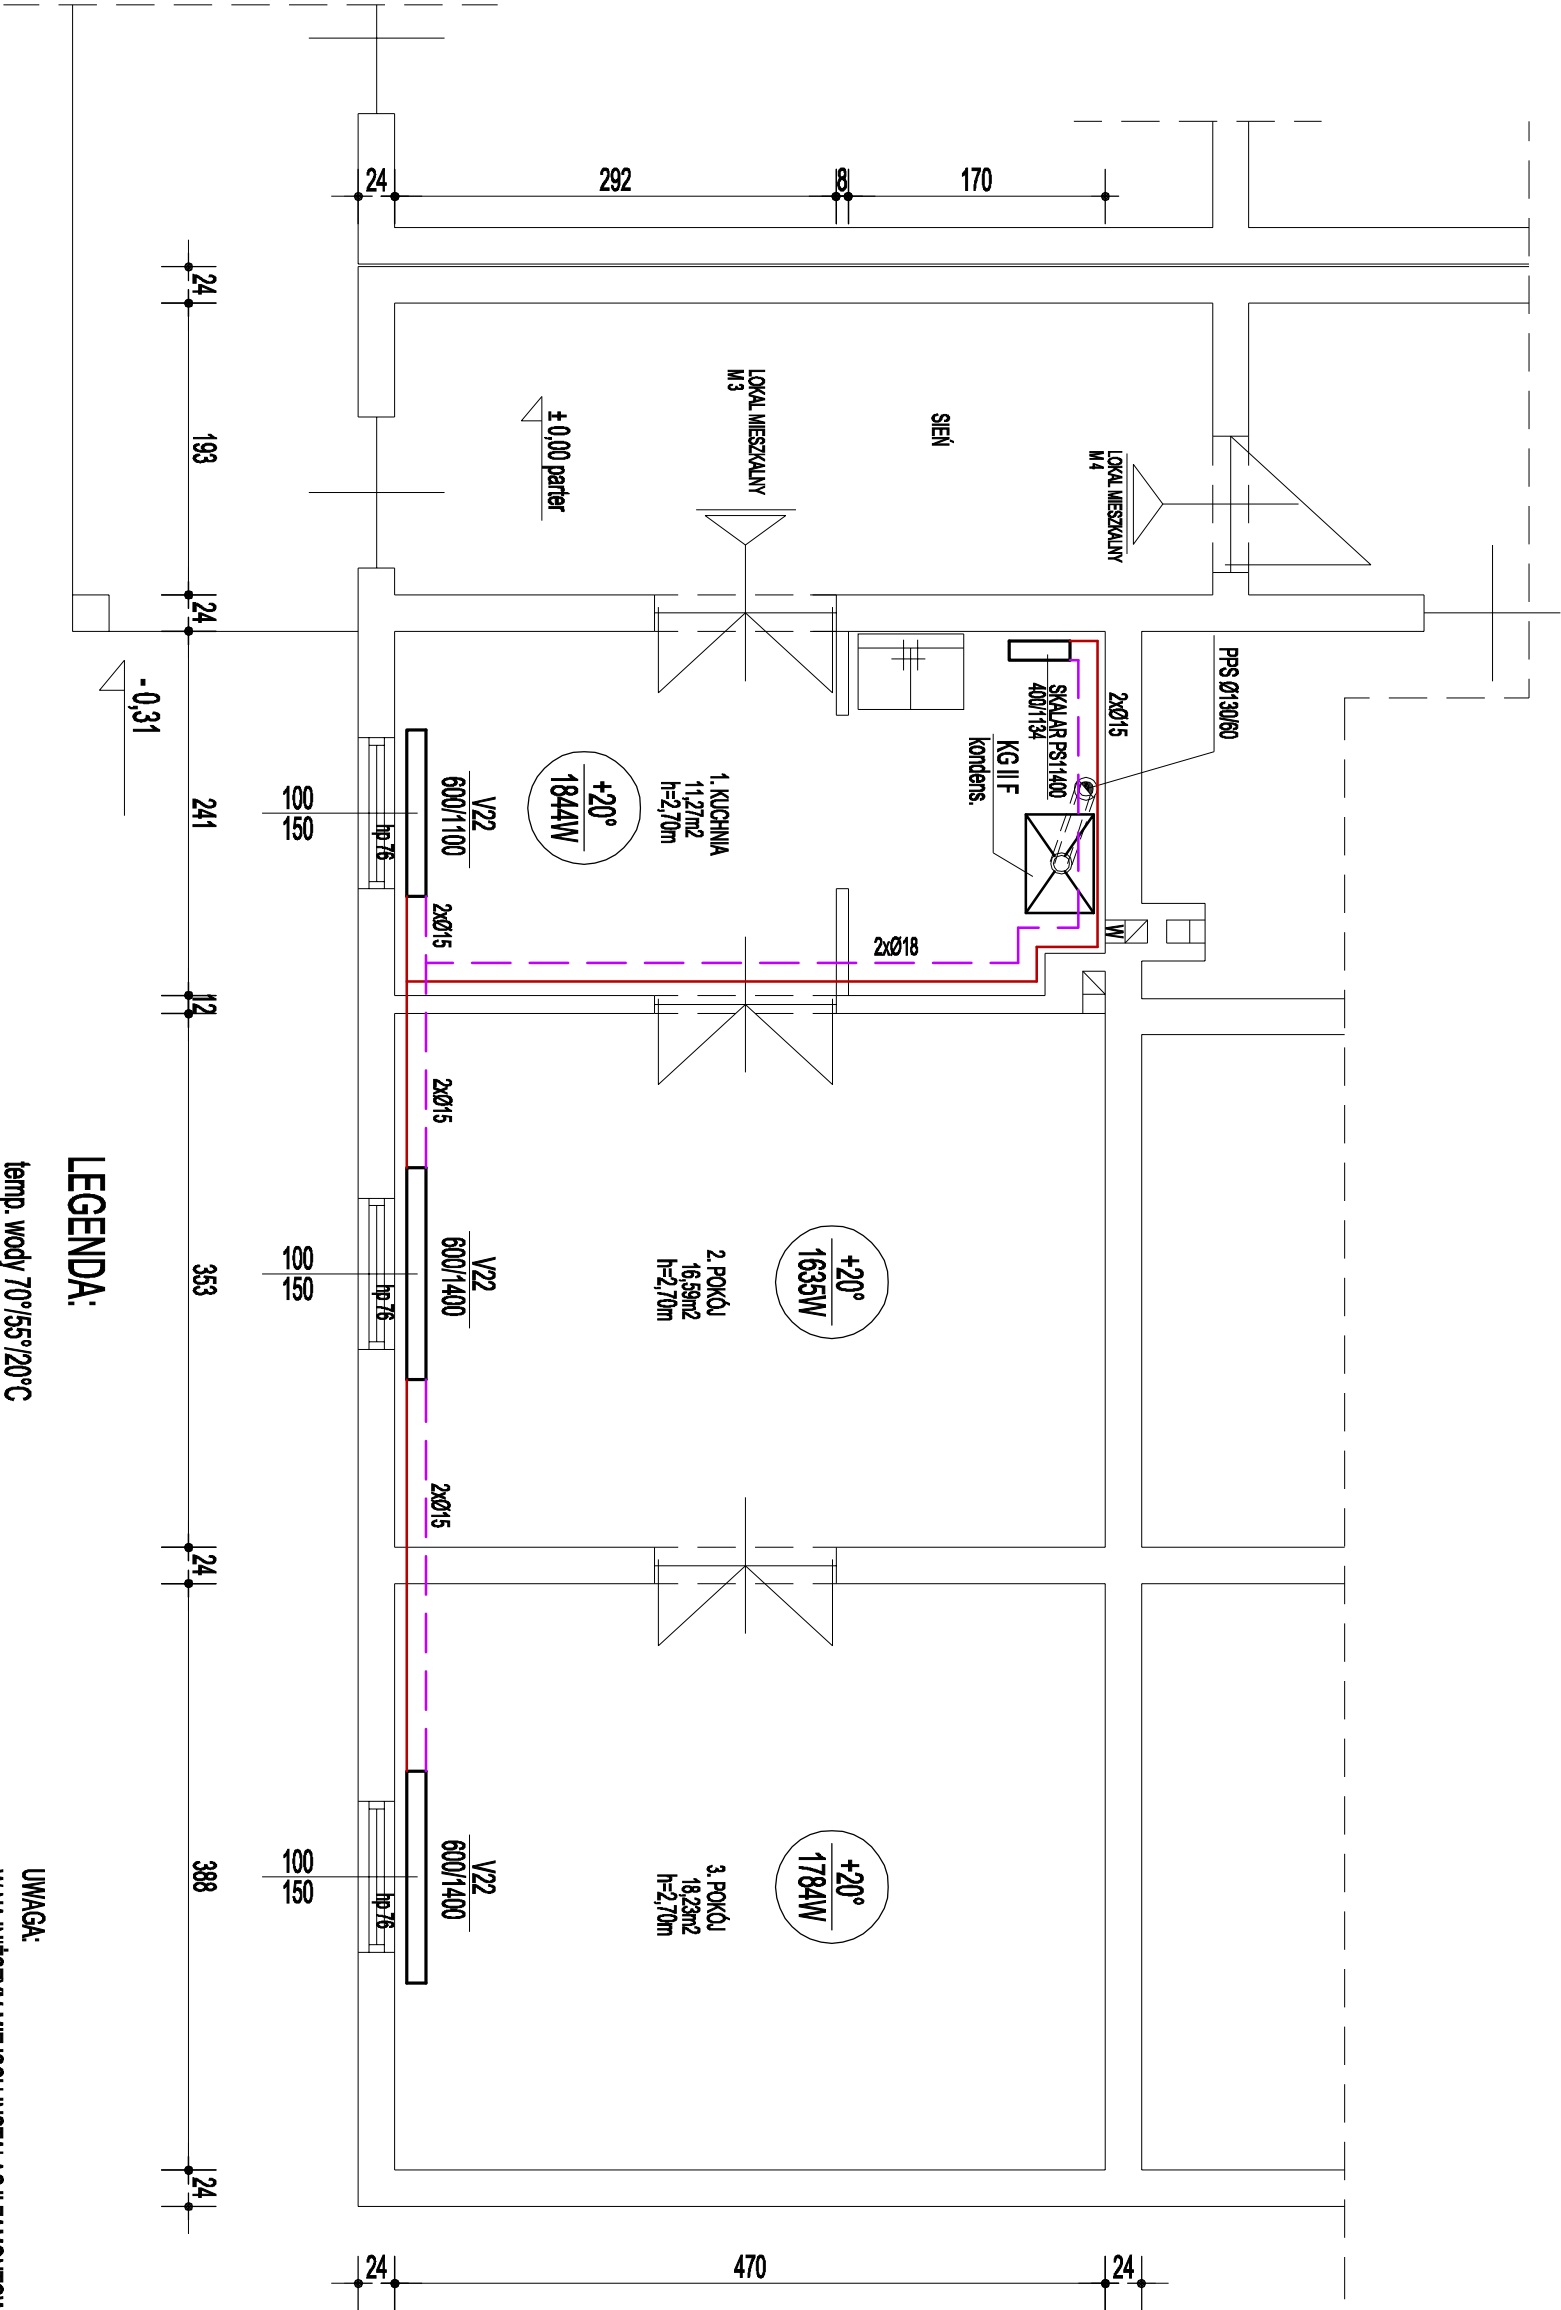 24
292
8
170
24
193
24
241
12
353
24
388
24
24
470
24
LOKAL MIESZKALNY
M 4
SIEŃ
LOKAL MIESZKALNY
M 3
± 0,00 parter
- 0,31
PPS Ø130/60
2xØ15
SKALAR PS11400
400/1134
KG II F
kondens.
W
2xØ18
1. KUCHNIA
11,27m2
h=2,70m
+20°
1844W
V22
600/1100
2xØ15
hp 76
100
150
2xØ15
+20°
1635W
2. POKÓJ
16,59m2
h=2,70m
V22
600/1400
hp 76
100
150
2xØ15
+20°
1784W
3. POKÓJ
18,23m2
h=2,70m
V22
600/1400
hp 76
100
150
LEGENDA:
temp. wody 70°/55°/20°C
UWAGA: